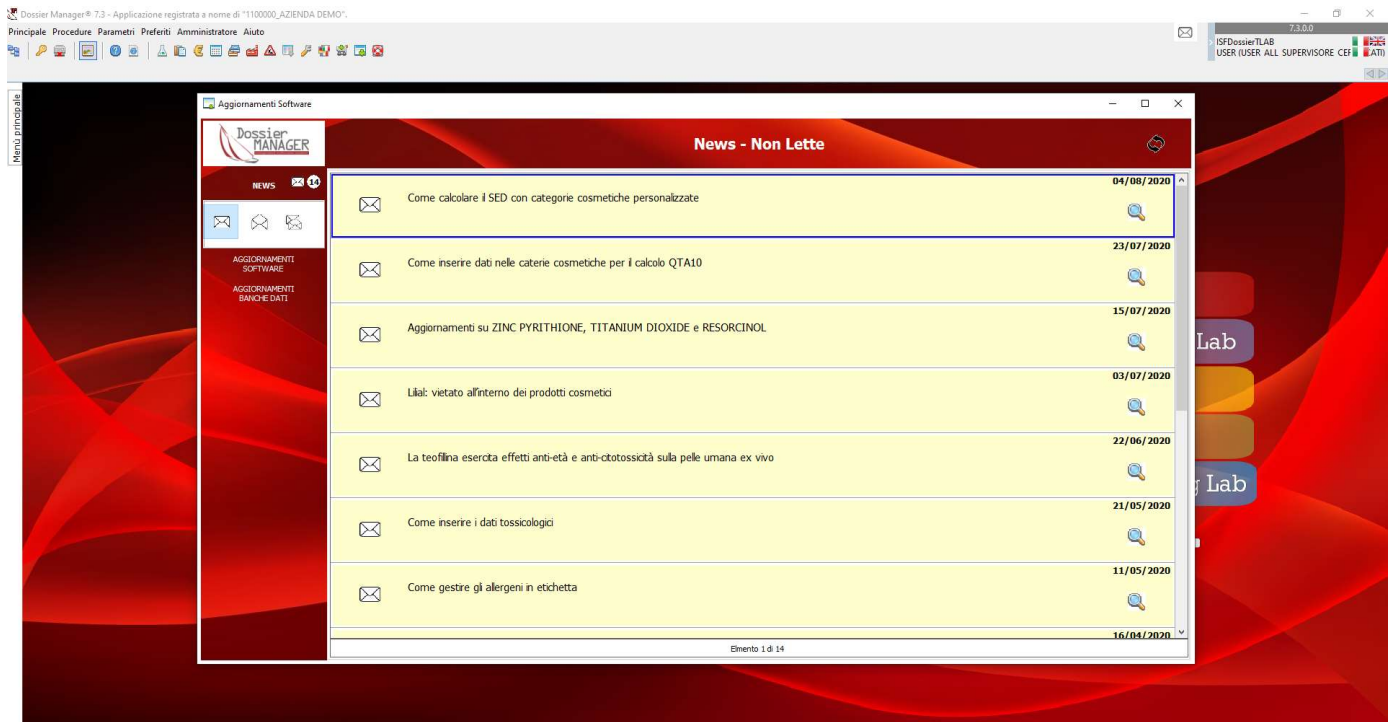 Dossier Manager® 7.3 - Applicazione registrata a nome di "1100000_AZIENDA DEMO".
Principale Procedure Parametri Preferiti Amministratore Aiuto
7.3.0.0
ISFDossierTLAB
USER (USER ALL SUPERVISORE CEF
Menù principale
Aggiornamenti Software
Dossier
MANAGER
News - Non Lette
NEWS 14
AGGIORNAMENTI
SOFTWARE
AGGIORNAMENTI
BANCHE DATI
04/08/2020
Come calcolare il SED con categorie cosmetiche personalizzate
23/07/2020
Come inserire dati nelle caterie cosmetiche per il calcolo QTA10
15/07/2020
Aggiornamenti su ZINC PYRITHIONE, TITANIUM DIOXIDE e RESORCINOL
03/07/2020
Lilial: vietato all'interno dei prodotti cosmetici
22/06/2020
La teofillina esercita effetti anti-età e anti-citotossicità sulla pelle umana ex vivo
21/05/2020
Come inserire i dati tossicologici
11/05/2020
Come gestire gli allergeni in etichetta
16/04/2020
Elmento 1 di 14
Lab
Lab